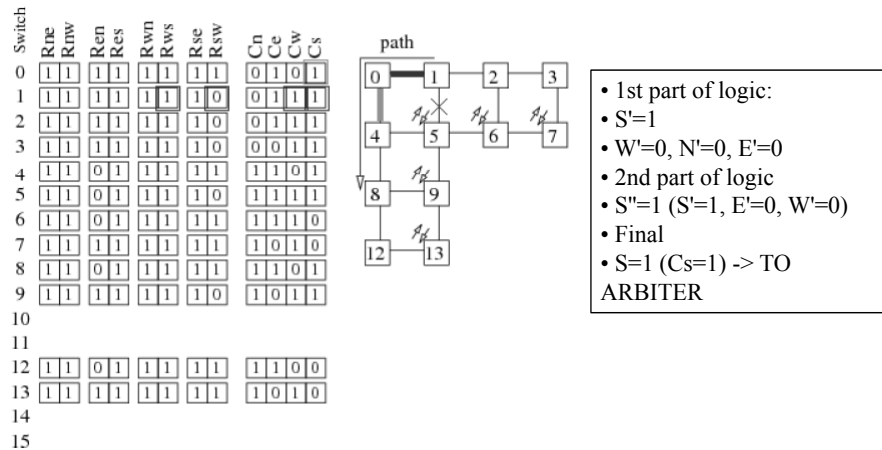 Switch Rne Rnw Ren Res Rwn Rws Rse Rsw Cn Ce Cw Cs
0 1 1 1 1 1 1 1 1 0 1 0 1
1 1 1 1 1 1 1 1 0 0 1 1 1
2 1 1 1 1 1 1 1 0 0 1 1 1
3 1 1 1 1 1 1 1 0 0 0 1 1
4 1 1 0 1 1 1 1 1 1 1 0 1
5 1 1 0 1 1 1 1 0 1 1 1 1
6 1 1 0 1 1 1 1 1 1 1 1 0
7 1 1 1 1 1 1 1 1 1 0 1 0
8 1 1 0 1 1 1 1 1 1 1 0 1
9 1 1 1 1 1 1 1 0 1 0 1 1
10
11
12 1 1 0 1 1 1 1 1 1 1 0 0
13 1 1 1 1 1 1 1 1 1 0 1 0
14
15
path
0 1 2 3
4 5 6 7
8 9
12 13
• 1st part of logic:
• S'=1
• W'=0, N'=0, E'=0
• 2nd part of logic
• S''=1 (S'=1, E'=0, W'=0)
• Final
• S=1 (Cs=1) -> TO
ARBITER